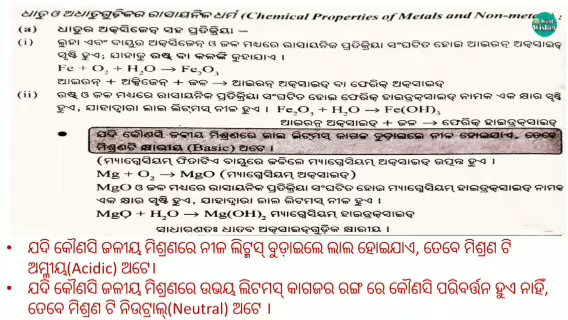 ଧାତୁ ଓ ଅଧାତୁଗୁଡ଼ିକର ରାସାୟନିକ ଧର୍ମ (Chemical Properties of Metals and Non-metals) :
Well Wishes
(a) ଧାତୁର ଅକ୍ସିଜେନ୍ ସହ ପ୍ରତିକ୍ରିୟା –
(i) ଲୁହା ଏବଂ ବାୟୁର ଅକ୍ସିଜେନ୍ ଓ ଜଳ ମଧ୍ୟରେ ରାସାୟନିକ ପ୍ରତିକ୍ରିୟା ସଂଘଟିତ ହୋଇ ଆଇରନ୍ ଅକ୍ସାଇଡ୍
ସୃଷ୍ଟି ହୁଏ; ଯାହାକୁ ରଷ୍ଟ ବା କଳଙ୍କି କୁହାଯାଏ ।
Fe + O₂ + H₂O → Fe₂O₃
ଆଇରନ୍ + ଅକ୍ସିଜେନ୍ + ଜଳ → ଆଇରନ୍ ଅକ୍ସାଇଡ୍ ବା ଫେରିକ୍ ଅକ୍ସାଇଡ୍
(ii) ରଷ୍ଟ ଓ ଜଳ ମଧ୍ୟରେ ରାସାୟନିକ ପ୍ରତିକ୍ରିୟା ସଂଘଟିତ ହୋଇ ଫେରିକ୍ ହାଇଡ୍ରକ୍ସାଇଡ୍ ନାମକ ଏକ କ୍ଷାର ସୃଷ୍ଟି
ହୁଏ, ଯାହାଦ୍ୱାରା ଲାଲ ଲିଟ୍‌ମସ୍ ନୀଳ ହୁଏ । Fe₂O₃ + H₂O → Fe(OH)₃
ଆଇରନ୍ ଅକ୍ସାଇଡ୍ + ଜଳ → ଫେରିକ୍ ହାଇଡ୍ରକ୍ସାଇଡ୍
● ଯଦି କୌଣସି ଜଳୀୟ ମିଶ୍ରଣରେ ଲାଲ ଲିଟ୍‌ମସ୍ କାଗଜ ବୁଡ଼ାଇଲେ ନୀଳ ହୋଇଯାଏ, ତେବେ
ମିଶ୍ରଣଟି କ୍ଷାରୀୟ (Basic) ଅଟେ ।
(ମ୍ୟାଗ୍ନେସିୟମ୍ ଫିତାଟିଏ ବାୟୁରେ ଜଳିଲେ ମ୍ୟାଗ୍ନେସିୟମ୍ ଅକ୍ସାଇଡ୍ ଉତ୍ପନ୍ନ ହୁଏ ।
Mg + O₂ → MgO (ମ୍ୟାଗ୍ନେସିୟମ୍ ଅକ୍ସାଇଡ୍)
MgO ଓ ଜଳ ମଧ୍ୟରେ ରାସାୟନିକ ପ୍ରତିକ୍ରିୟା ସଂଘଟିତ ହୋଇ ମ୍ୟାଗ୍ନେସିୟମ୍ ହାଇଡ୍ରକ୍ସାଇଡ୍ ନାମକ
ଏକ କ୍ଷାର ସୃଷ୍ଟି ହୁଏ, ଯାହାଦ୍ୱାରା ଲାଲ ଲିଟ୍‌ମସ୍ ନୀଳ ହୁଏ ।
MgO + H₂O → Mg(OH)₂ ମ୍ୟାଗ୍ନେସିୟମ୍ ହାଇଡ୍ରକ୍ସାଇଡ୍
ସାଧାରଣତଃ ଧାତବ ଅକ୍ସାଇଡ୍‌ଗୁଡ଼ିକ କ୍ଷାରୀୟ ।
• ଯଦି କୌଣସି ଜଳୀୟ ମିଶ୍ରଣରେ ନୀଳ ଲିଟ୍ମସ୍ ବୁଡ଼ାଇଲେ ଲାଲ ହୋଇଯାଏ, ତେବେ ମିଶ୍ରଣ ଟି
ଅମ୍ଳୀୟ(Acidic) ଅଟେ।
• ଯଦି କୌଣସି ଜଳୀୟ ମିଶ୍ରଣରେ ଉଭୟ ଲିଟମସ୍ କାଗଜର ରଙ୍ଗ ରେ କୌଣସି ପରିବର୍ତ୍ତନ ହୁଏ ନାହିଁ,
ତେବେ ମିଶ୍ରଣ ଟି ନିଉଟ୍ରାଲ୍(Neutral) ଅଟେ ।